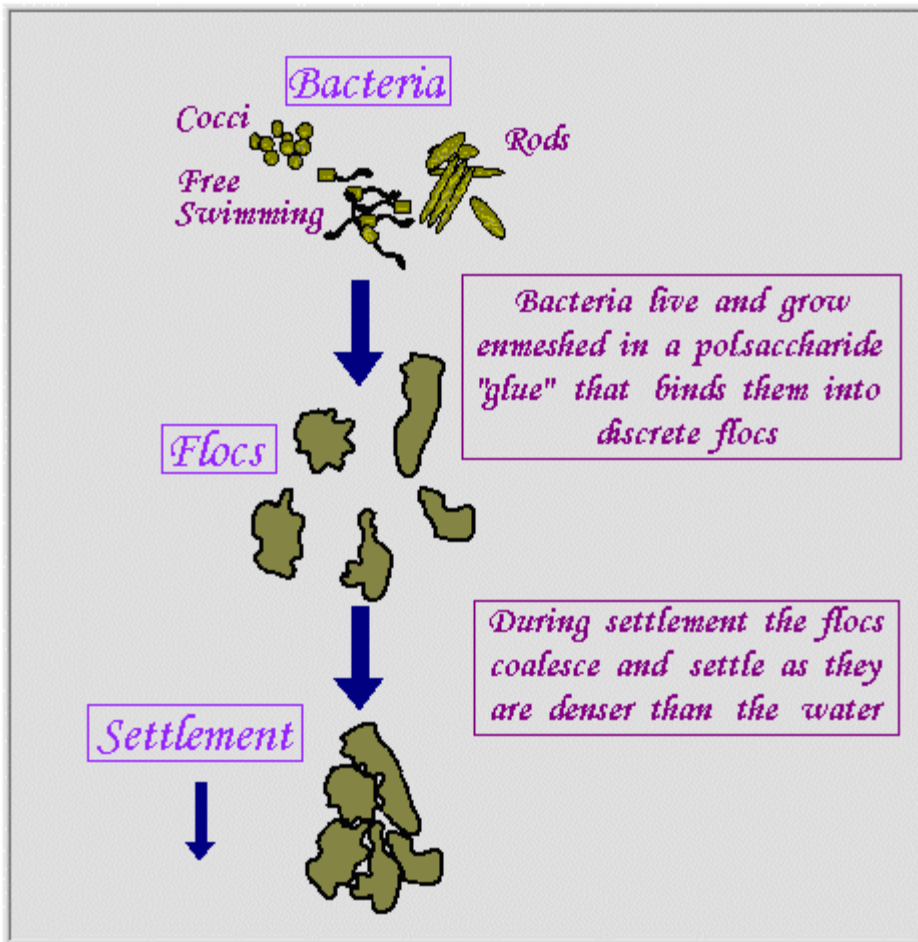 Bacteria
Cocci
Rods
Free
Swimming
Bacteria live and grow
enmeshed in a polsaccharide
"glue" that binds them into
discrete flocs
Flocs
During settlement the flocs
coalesce and settle as they
are denser than the water
Settlement